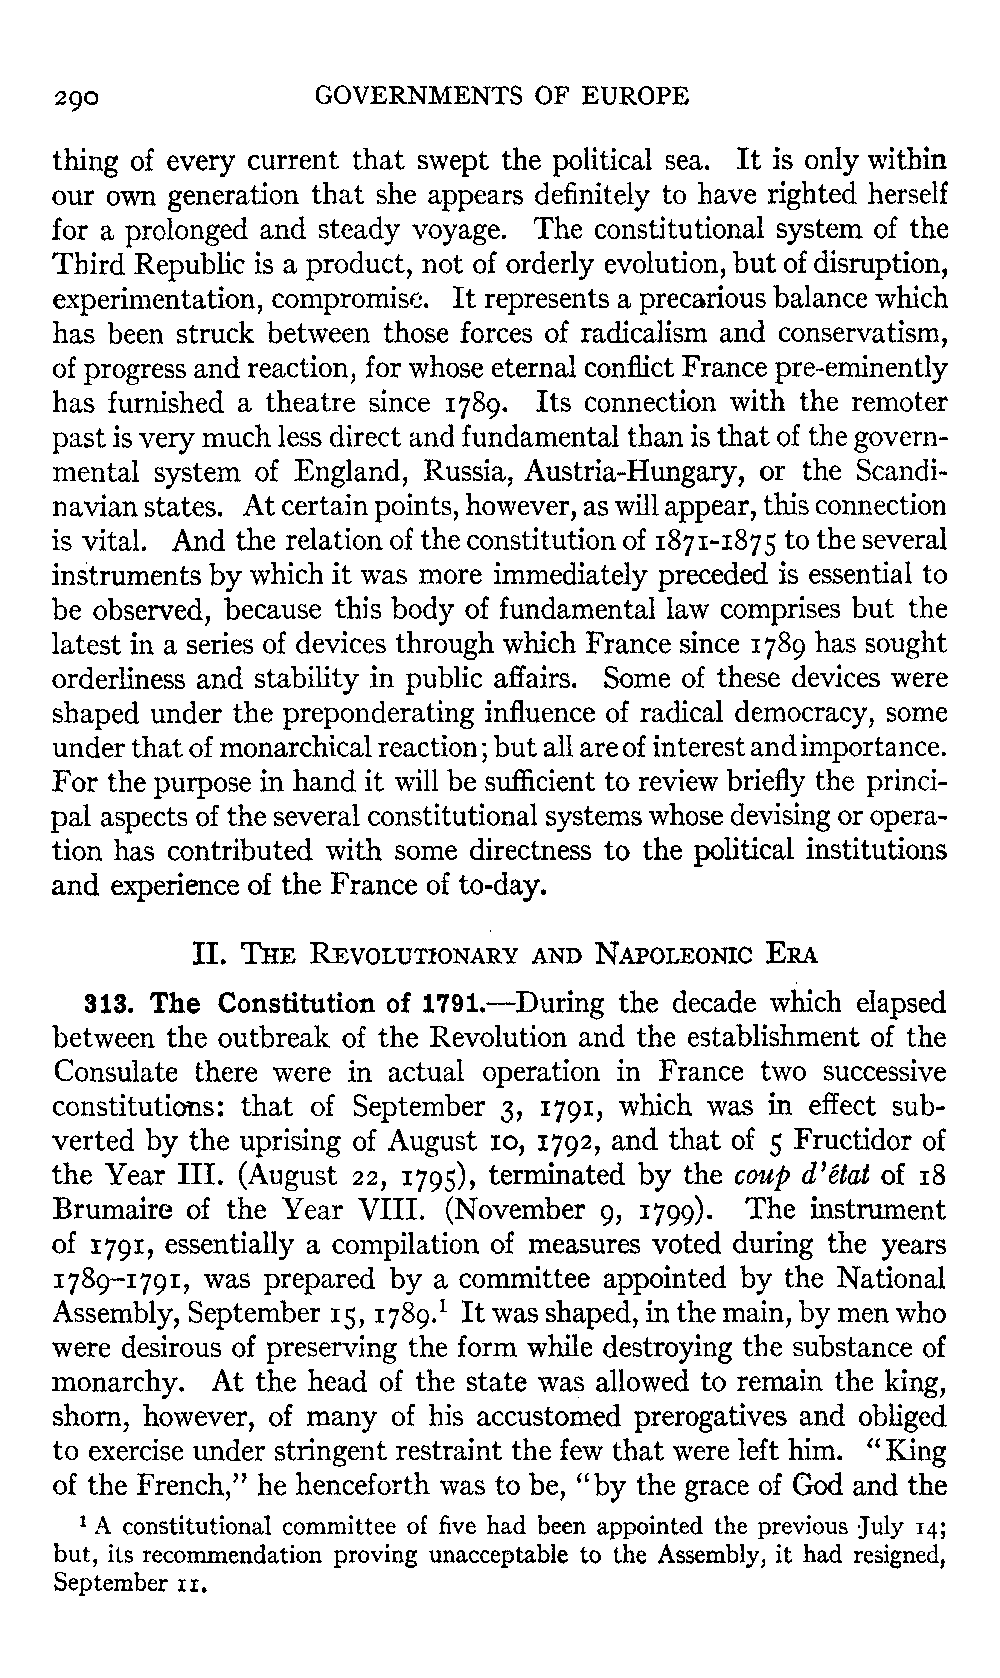 290 GOVERNMENTS OF EUROPE
thing of every current that swept the political sea. It is only within
our own generation that she appears definitely to have righted herself
for a prolonged and steady voyage. The constitutional system of the
Third Republic is a product, not of orderly evolution, but of disruption,
experimentation, compromise. It represents a precarious balance which
has been struck between those forces of radicalism and conservatism,
of progress and reaction, for whose eternal conflict France pre-eminently
has furnished a theatre since 1789. Its connection with the remoter
past is very much less direct and fundamental than is that of the govern-
mental system of England, Russia, Austria-Hungary, or the Scandi-
navian states. At certain points, however, as will appear, this connection
is vital. And the relation of the constitution of 1871-1875 to the several
instruments by which it was more immediately preceded is essential to
be observed, because this body of fundamental law comprises but the
latest in a series of devices through which France since 1789 has sought
orderliness and stability in public affairs. Some of these devices were
shaped under the preponderating influence of radical democracy, some
under that of monarchical reaction; but all are of interest and importance.
For the purpose in hand it will be sufficient to review briefly the princi-
pal aspects of the several constitutional systems whose devising or opera-
tion has contributed with some directness to the political institutions
and experience of the France of to-day.
II. The Revolutionary and Napoleonic Era
313. The Constitution of 1791.—During the decade which elapsed
between the outbreak of the Revolution and the establishment of the
Consulate there were in actual operation in France two successive
constitutions: that of September 3, 1791, which was in effect sub-
verted by the uprising of August 10, 1792, and that of 5 Fructidor of
the Year III. (August 22, 1795), terminated by the coup d'état of 18
Brumaire of the Year VIII. (November 9, 1799). The instrument
of 1791, essentially a compilation of measures voted during the years
1789–1791, was prepared by a committee appointed by the National
Assembly, September 15, 1789.¹ It was shaped, in the main, by men who
were desirous of preserving the form while destroying the substance of
monarchy. At the head of the state was allowed to remain the king,
shorn, however, of many of his accustomed prerogatives and obliged
to exercise under stringent restraint the few that were left him. "King
of the French," he henceforth was to be, "by the grace of God and the
¹ A constitutional committee of five had been appointed the previous July 14;
but, its recommendation proving unacceptable to the Assembly, it had resigned,
September 11.